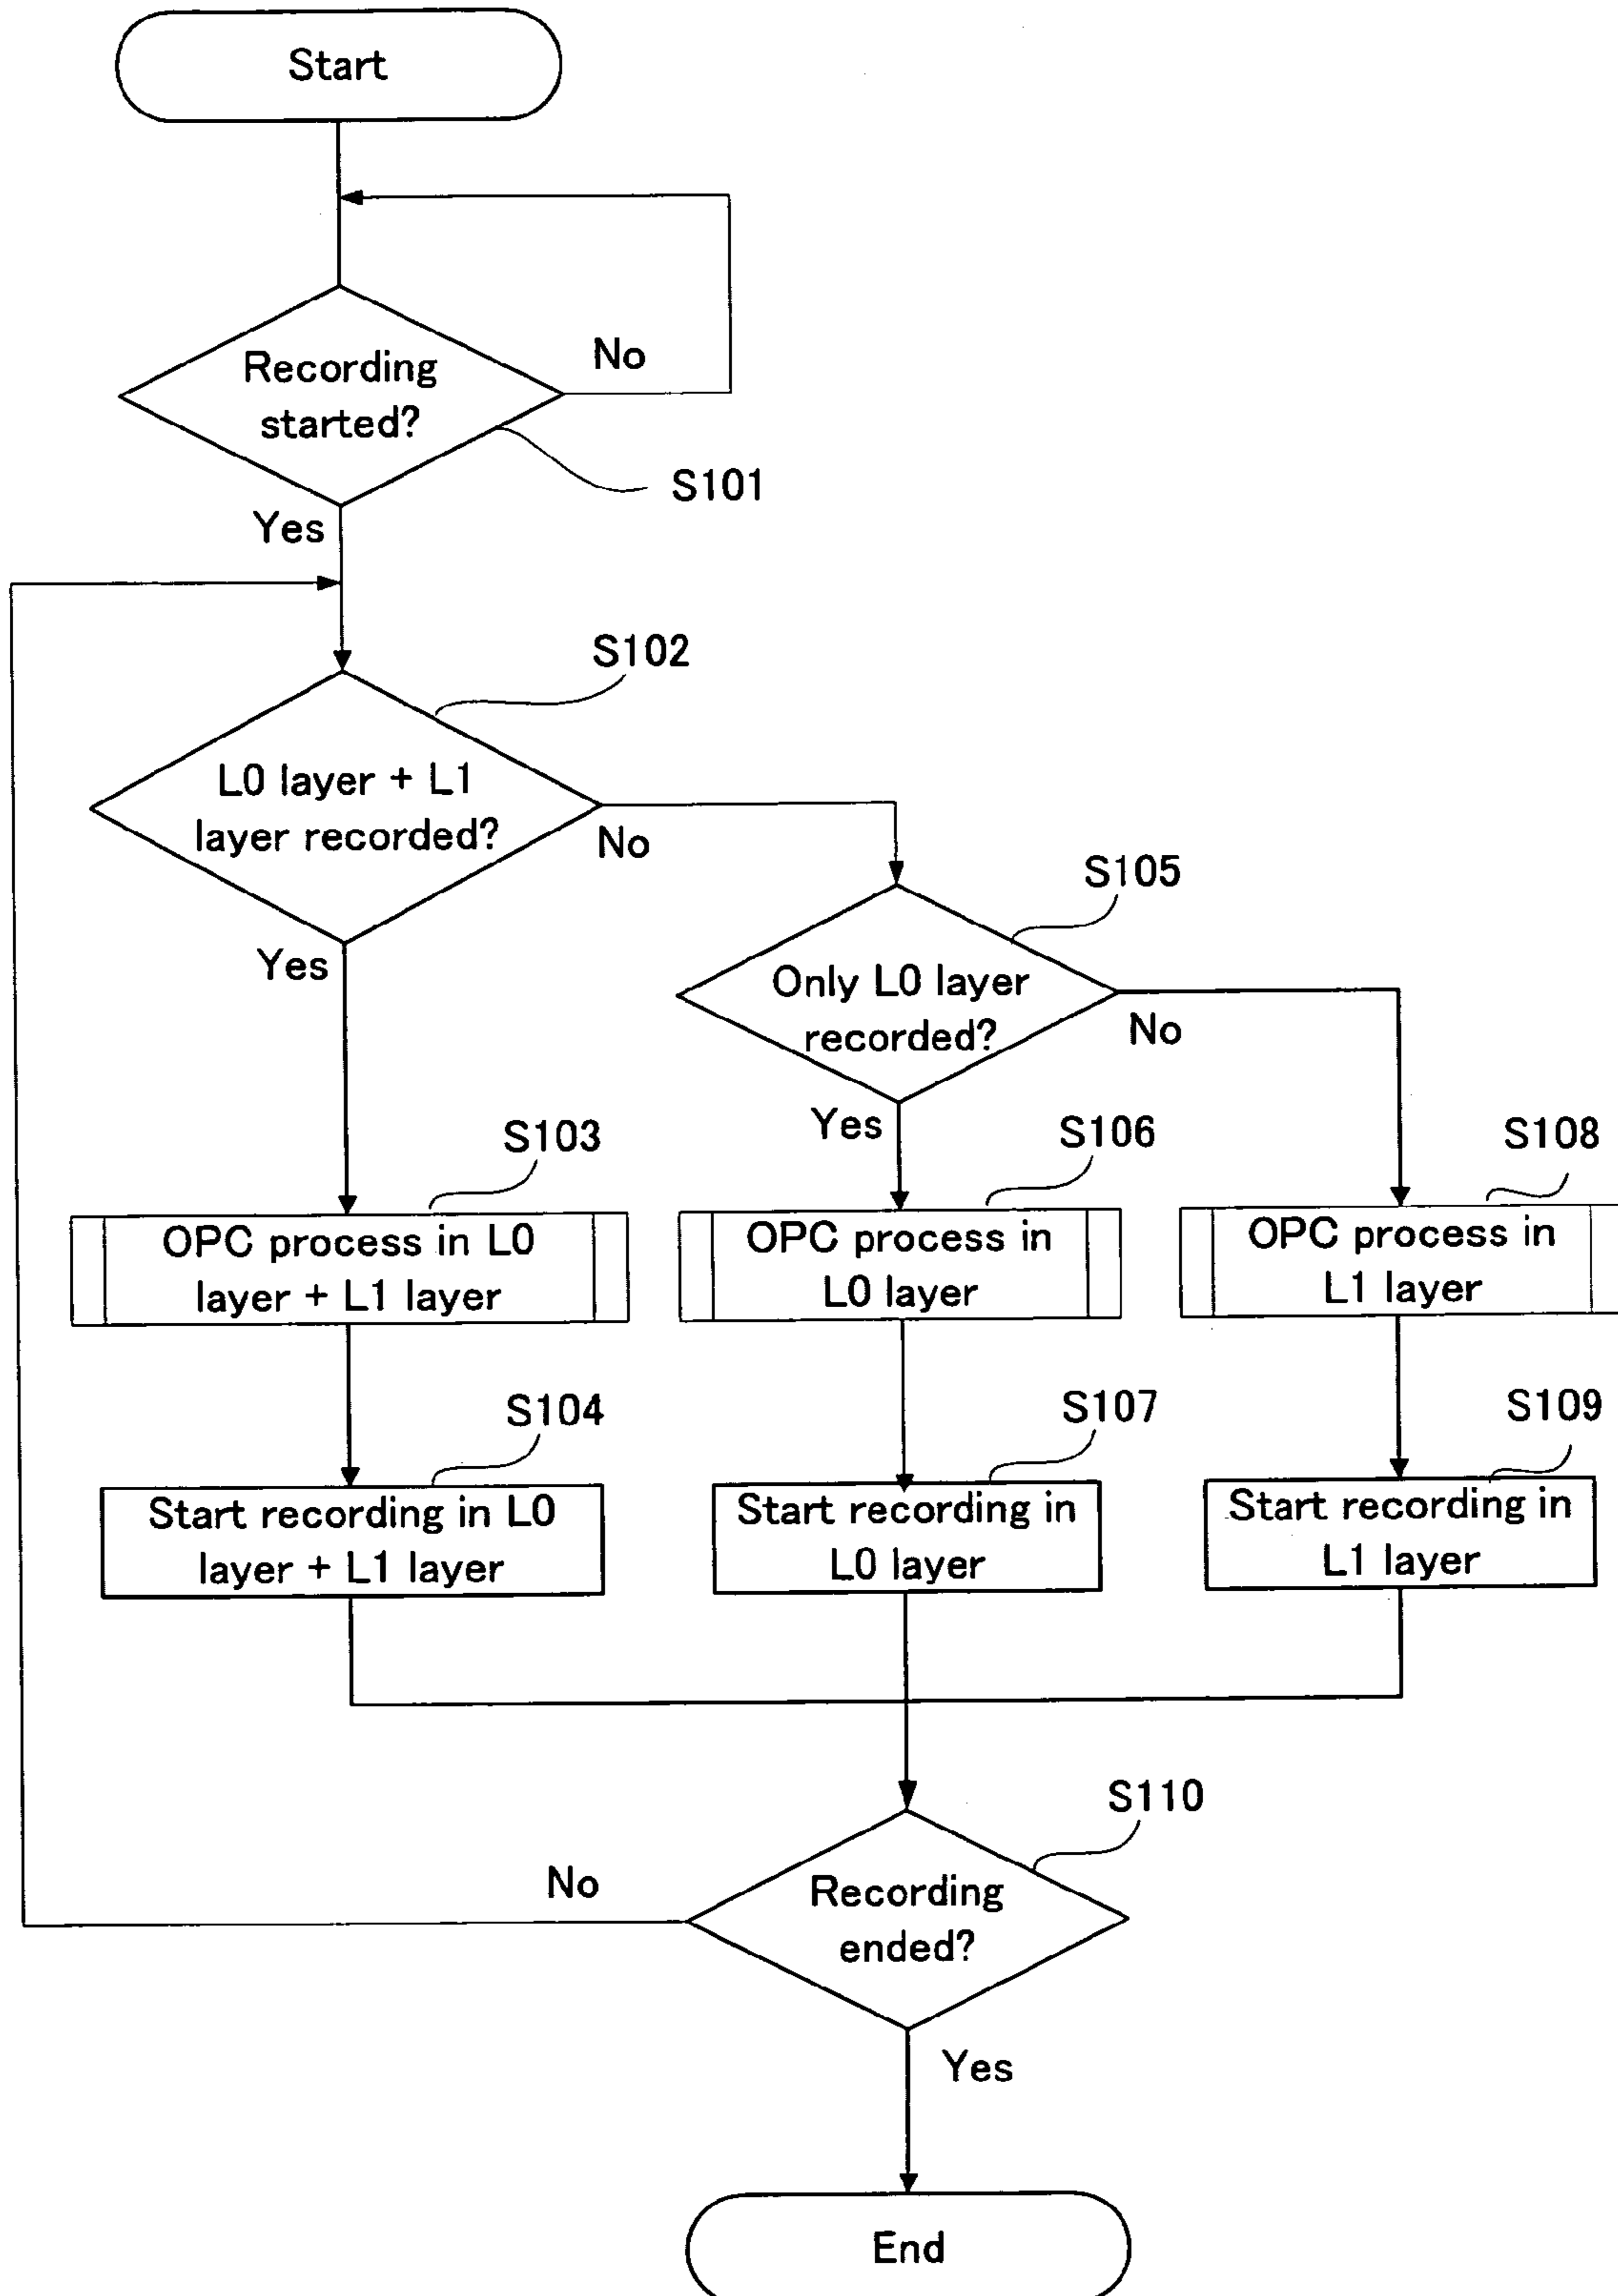 Start
No
Recording
started?
S101
Yes
S102
L0 layer + L1
layer recorded?
No
S105
Yes
Only L0 layer
recorded?
No
Yes
S103
S106
S108
OPC process in L0
layer + L1 layer
OPC process in
L0 layer
OPC process in
L1 layer
S104
S107
S109
Start recording in L0
layer + L1 layer
Start recording in
L0 layer
Start recording in
L1 layer
S110
No
Recording
ended?
Yes
End